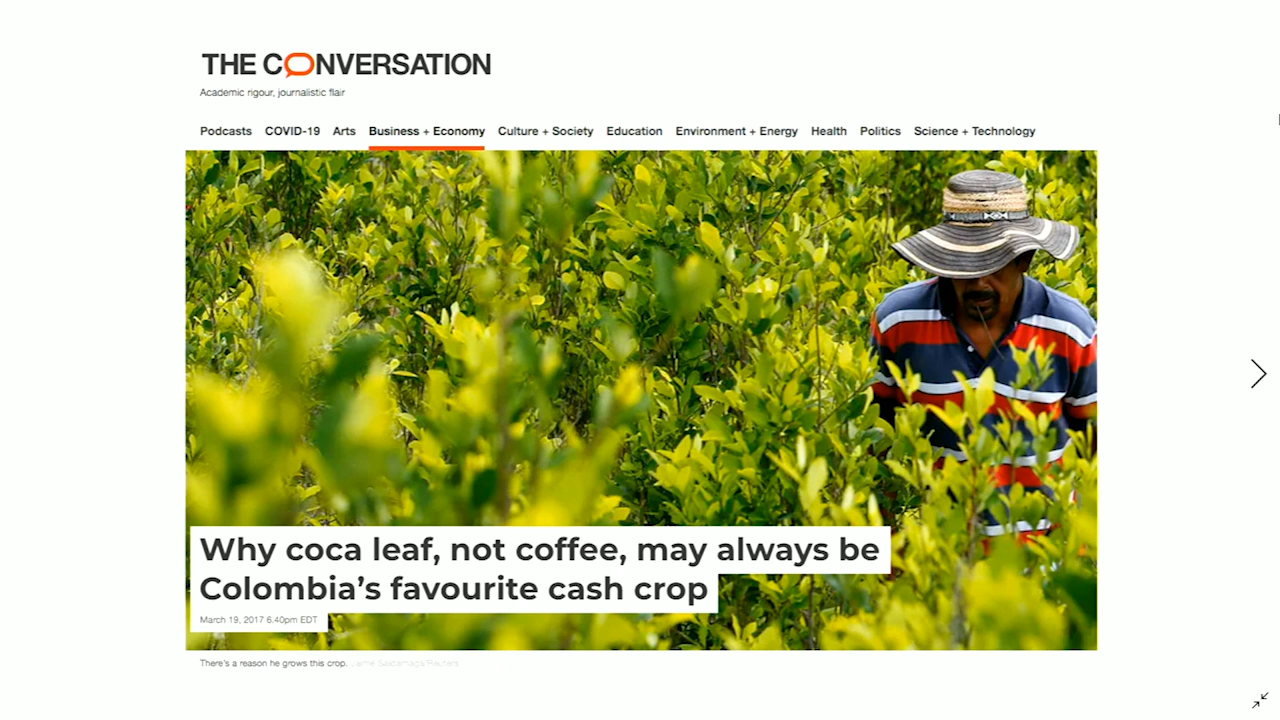 THE CONVERSATION
Academic rigour, journalistic flair
Podcasts COVID-19 Arts Business + Economy Culture + Society Education Environment + Energy Health Politics Science + Technology
Why coca leaf, not coffee, may always be
Colombia's favourite cash crop
March 19, 2017 6.40pm EDT
There's a reason he grows this crop.